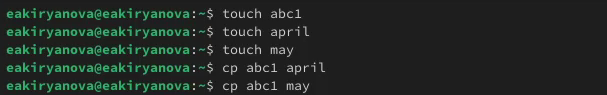 eakiryanova@eakiryanova:~$ touch abc1
eakiryanova@eakiryanova:~$ touch april
eakiryanova@eakiryanova:~$ touch may
eakiryanova@eakiryanova:~$ cp abc1 april
eakiryanova@eakiryanova:~$ cp abc1 may